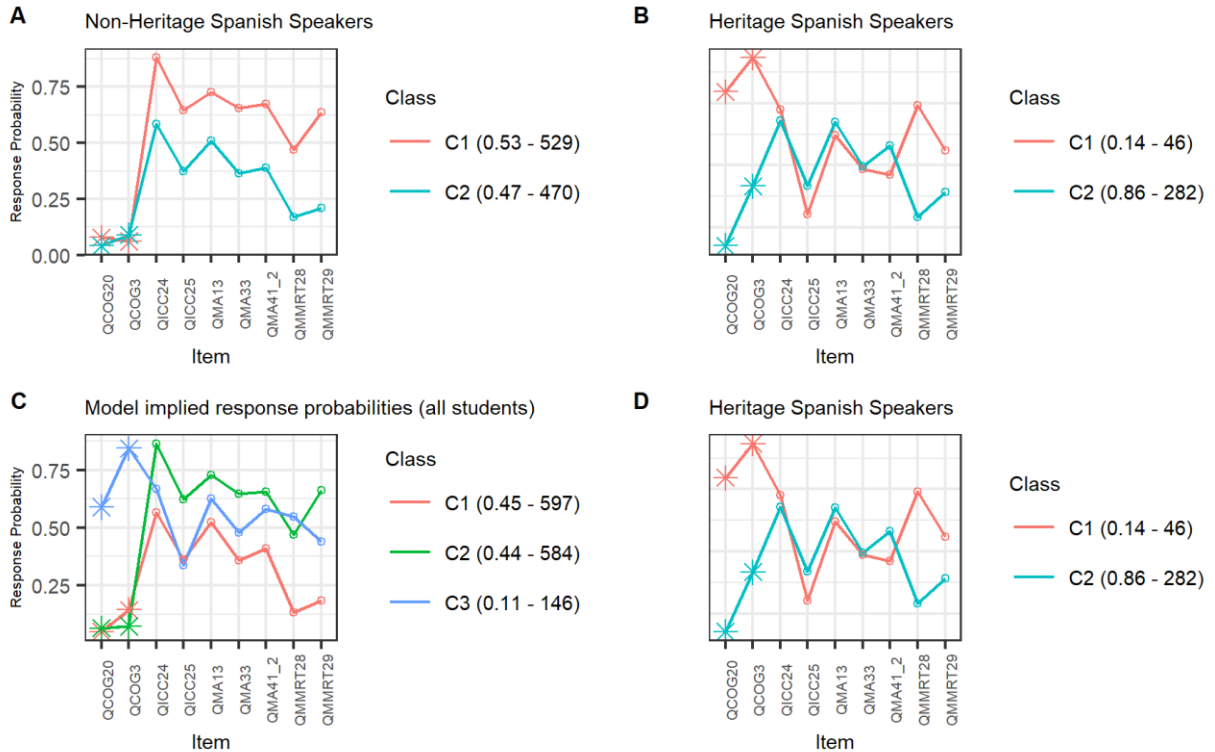 A
Non-Heritage Spanish Speakers
Response Probability
0.75
0.50
0.25
0.00
QCOG20
QCOG3
QICC24
QICC25
QMA13
QMA33
QMA41_2
QMMRT28
QMMRT29
Item
Class
C1 (0.53 - 529)
C2 (0.47 - 470)
B
Heritage Spanish Speakers
QCOG20
QCOG3
QICC24
QICC25
QMA13
QMA33
QMA41_2
QMMRT28
QMMRT29
Item
Class
C1 (0.14 - 46)
C2 (0.86 - 282)
C
Model implied response probabilities (all students)
Response Probability
0.75
0.50
0.25
QCOG20
QCOG3
QICC24
QICC25
QMA13
QMA33
QMA41_2
QMMRT28
QMMRT29
Item
Class
C1 (0.45 - 597)
C2 (0.44 - 584)
C3 (0.11 - 146)
D
Heritage Spanish Speakers
QCOG20
QCOG3
QICC24
QICC25
QMA13
QMA33
QMA41_2
QMMRT28
QMMRT29
Item
Class
C1 (0.14 - 46)
C2 (0.86 - 282)